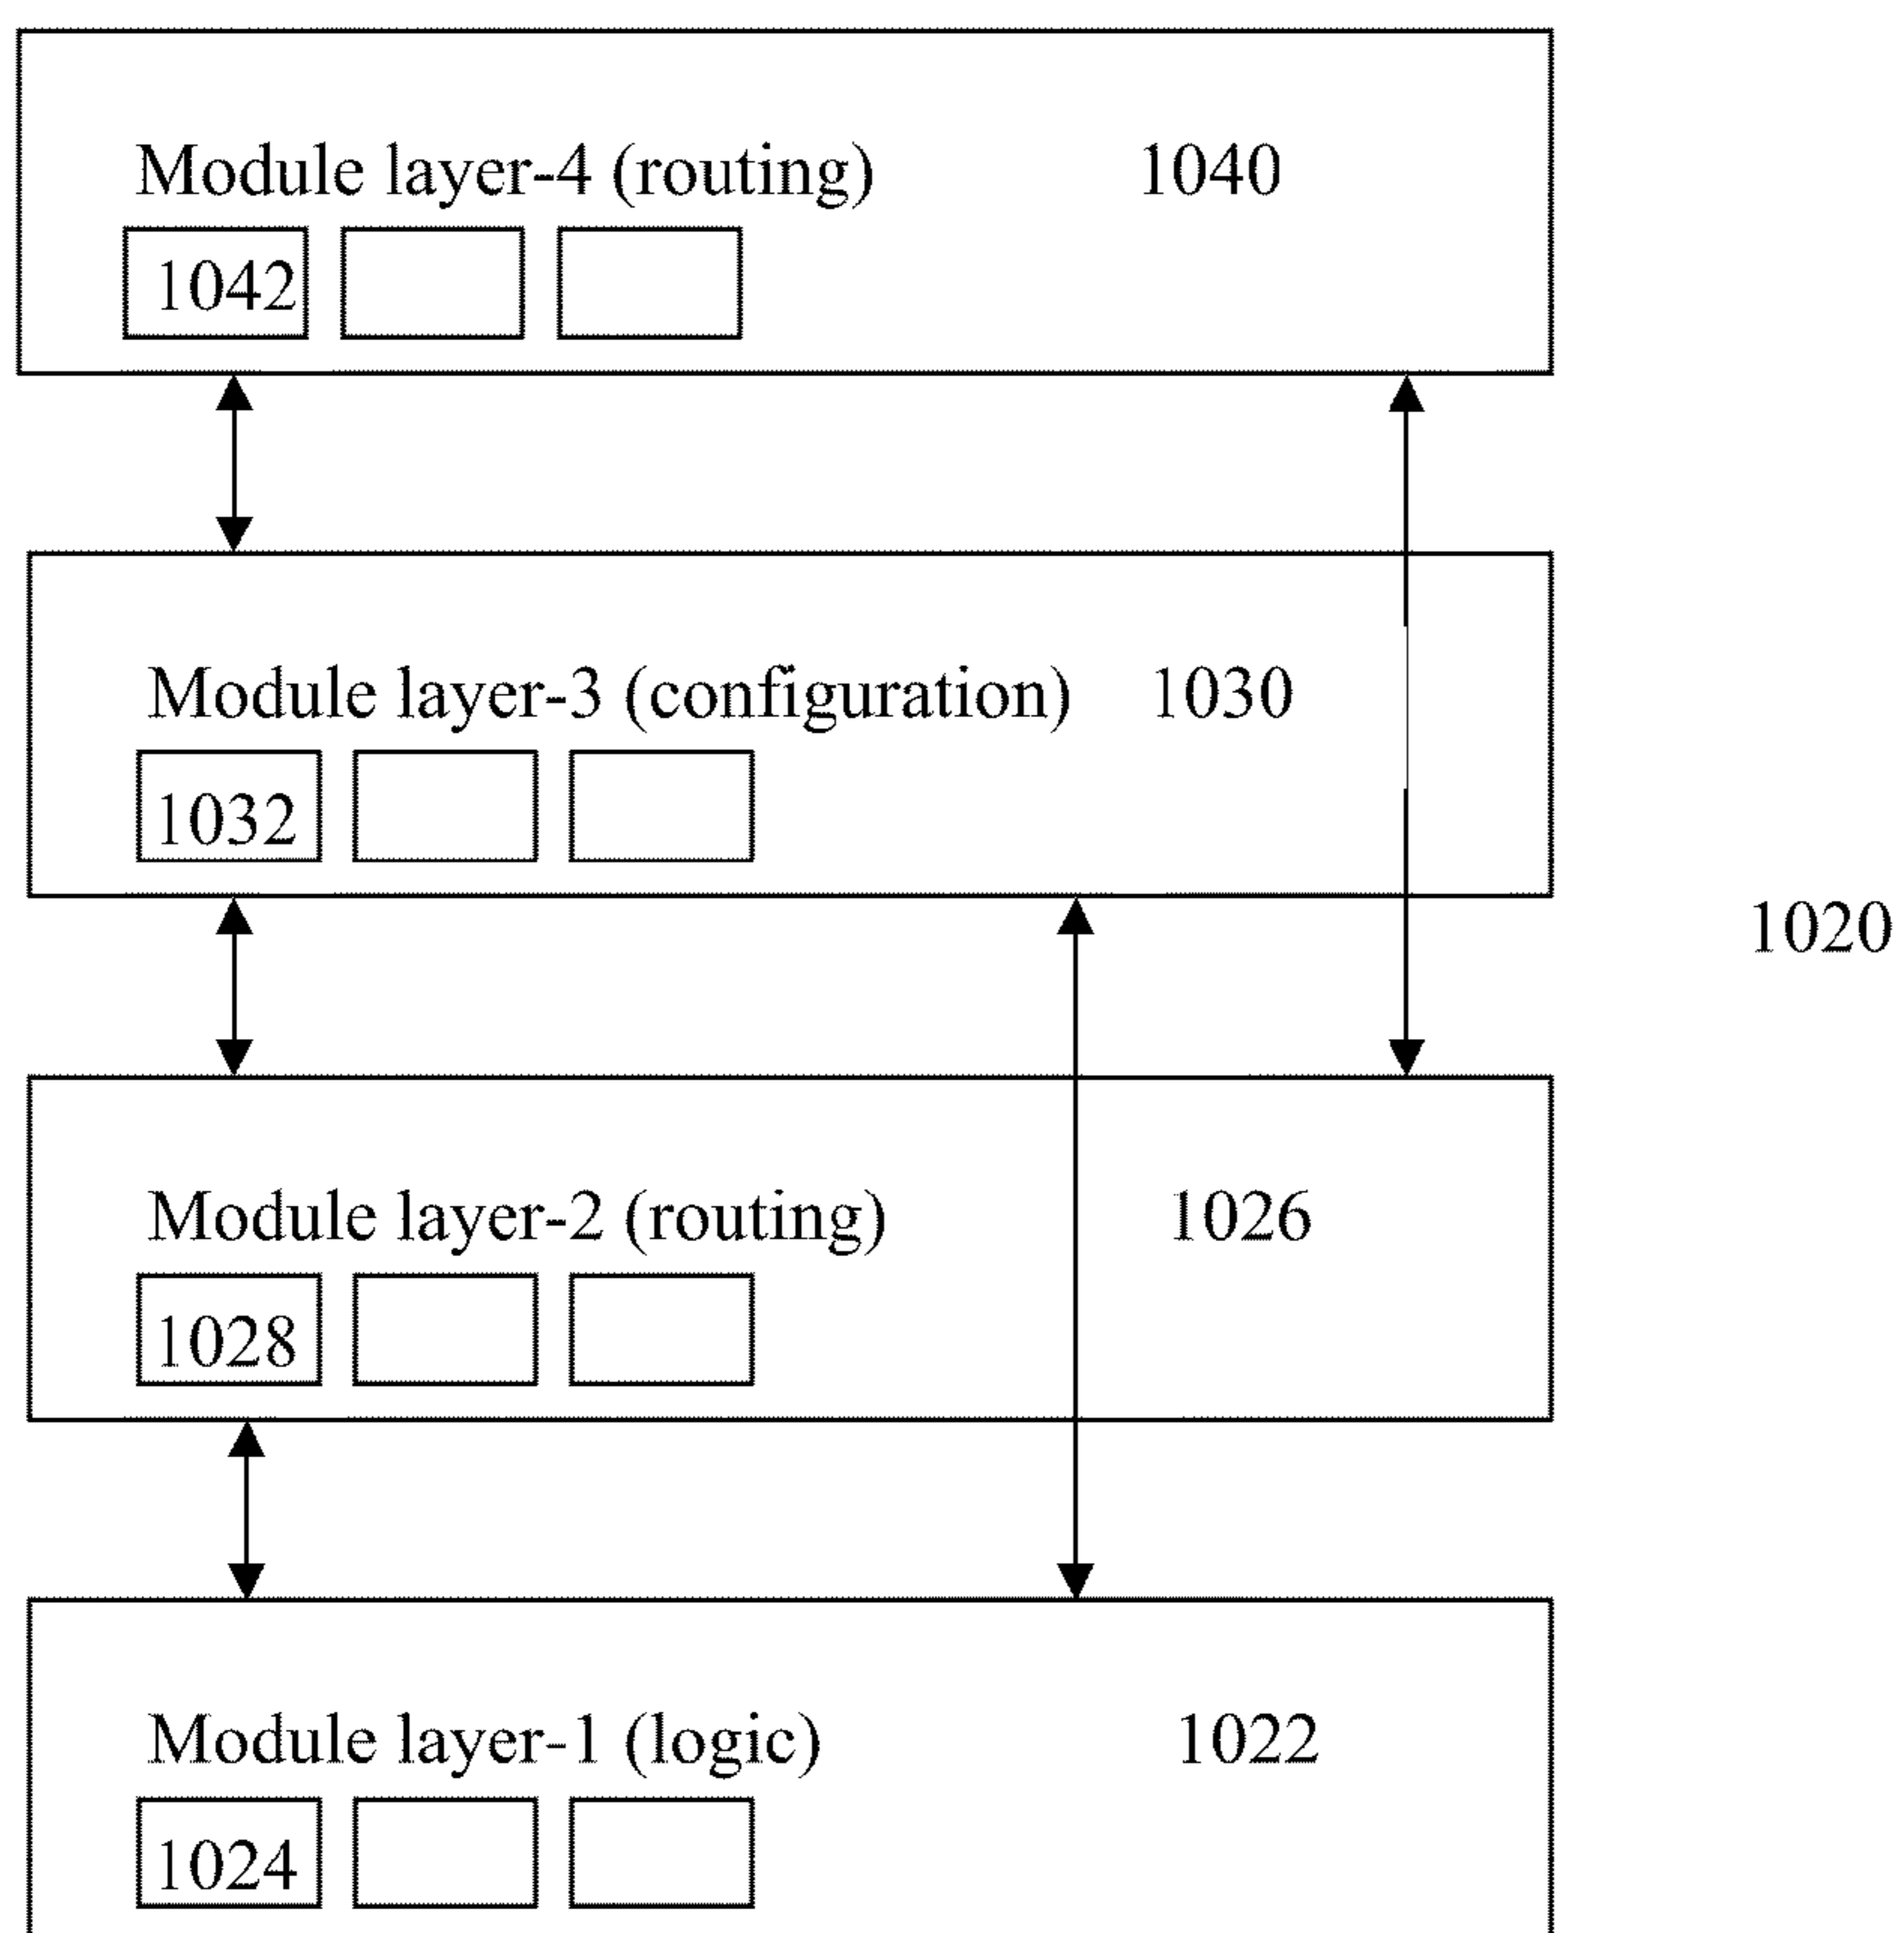 Module layer-4 (routing) 1040
1042
Module layer-3 (configuration) 1030
1032
1020
Module layer-2 (routing) 1026
1028
Module layer-1 (logic) 1022
1024